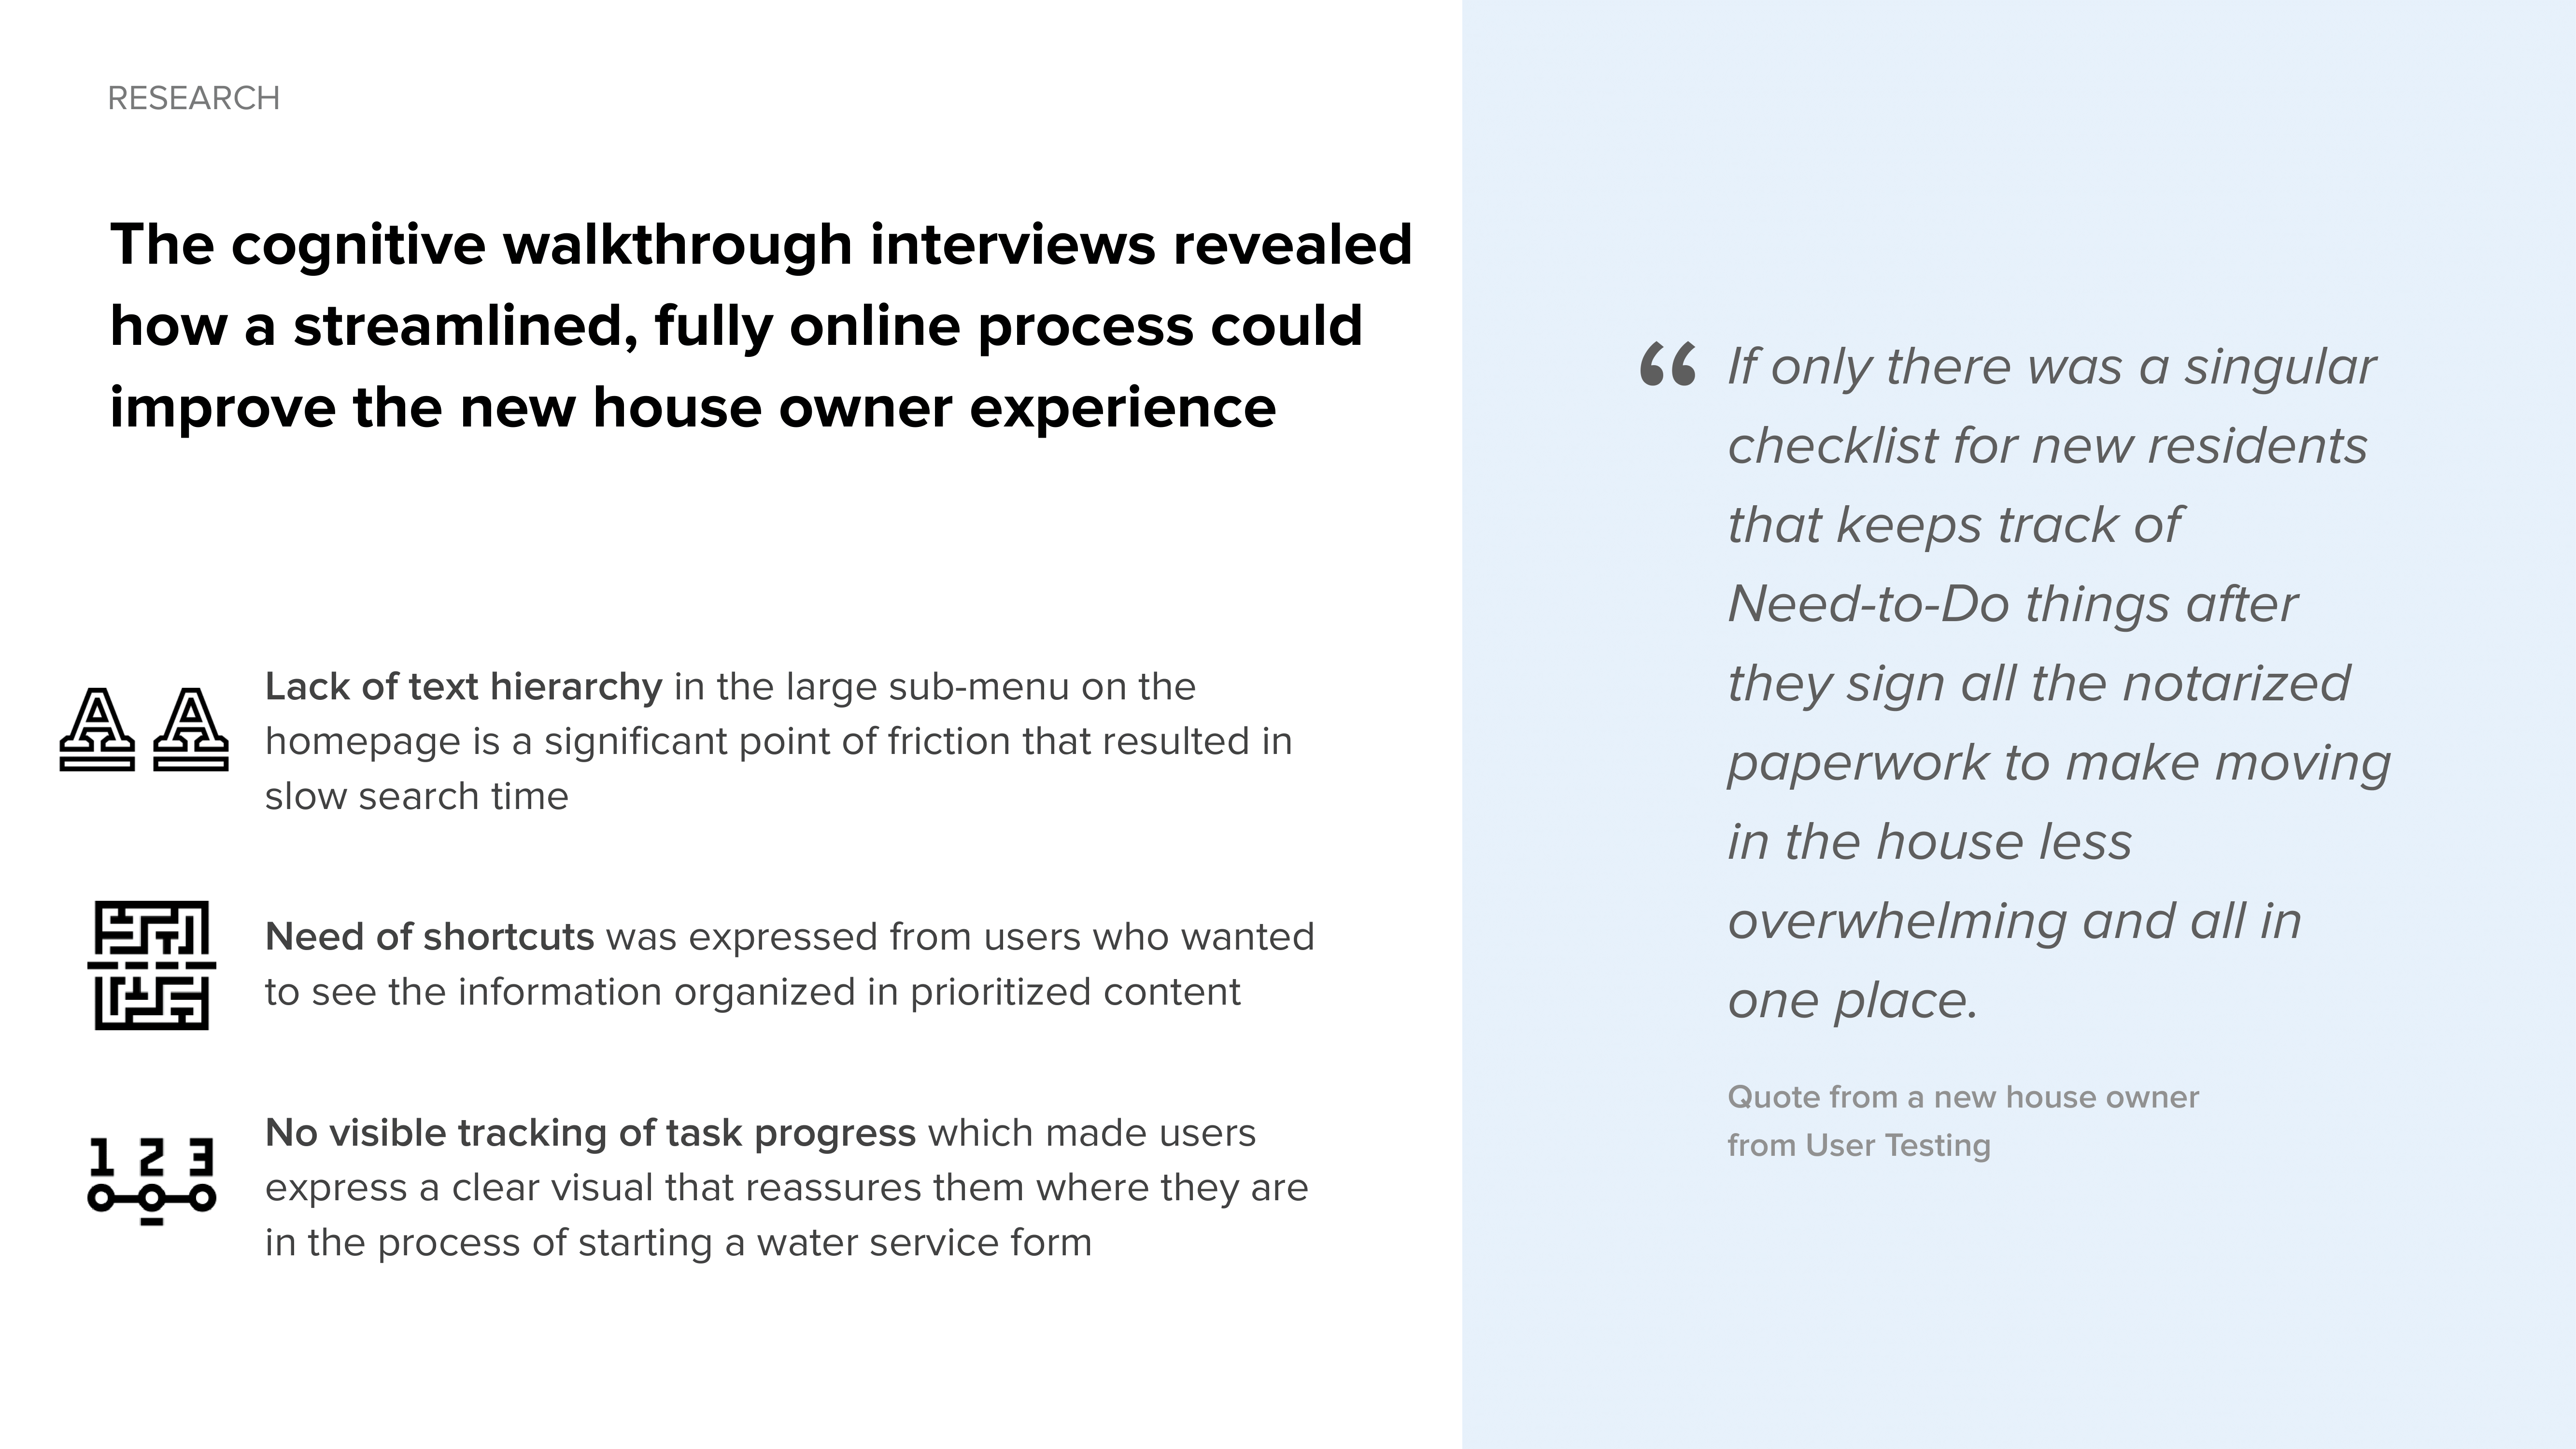 RESEARCH
The cognitive walkthrough interviews revealed
how a streamlined, fully online process could
improve the new house owner experience
A A
Lack of text hierarchy in the large sub-menu on the
homepage is a significant point of friction that resulted in
slow search time
Need of shortcuts was expressed from users who wanted
to see the information organized in prioritized content
1 2 3
No visible tracking of task progress which made users
express a clear visual that reassures them where they are
in the process of starting a water service form
“ If only there was a singular
checklist for new residents
that keeps track of
Need-to-Do things after
they sign all the notarized
paperwork to make moving
in the house less
overwhelming and all in
one place.
Quote from a new house owner
from User Testing